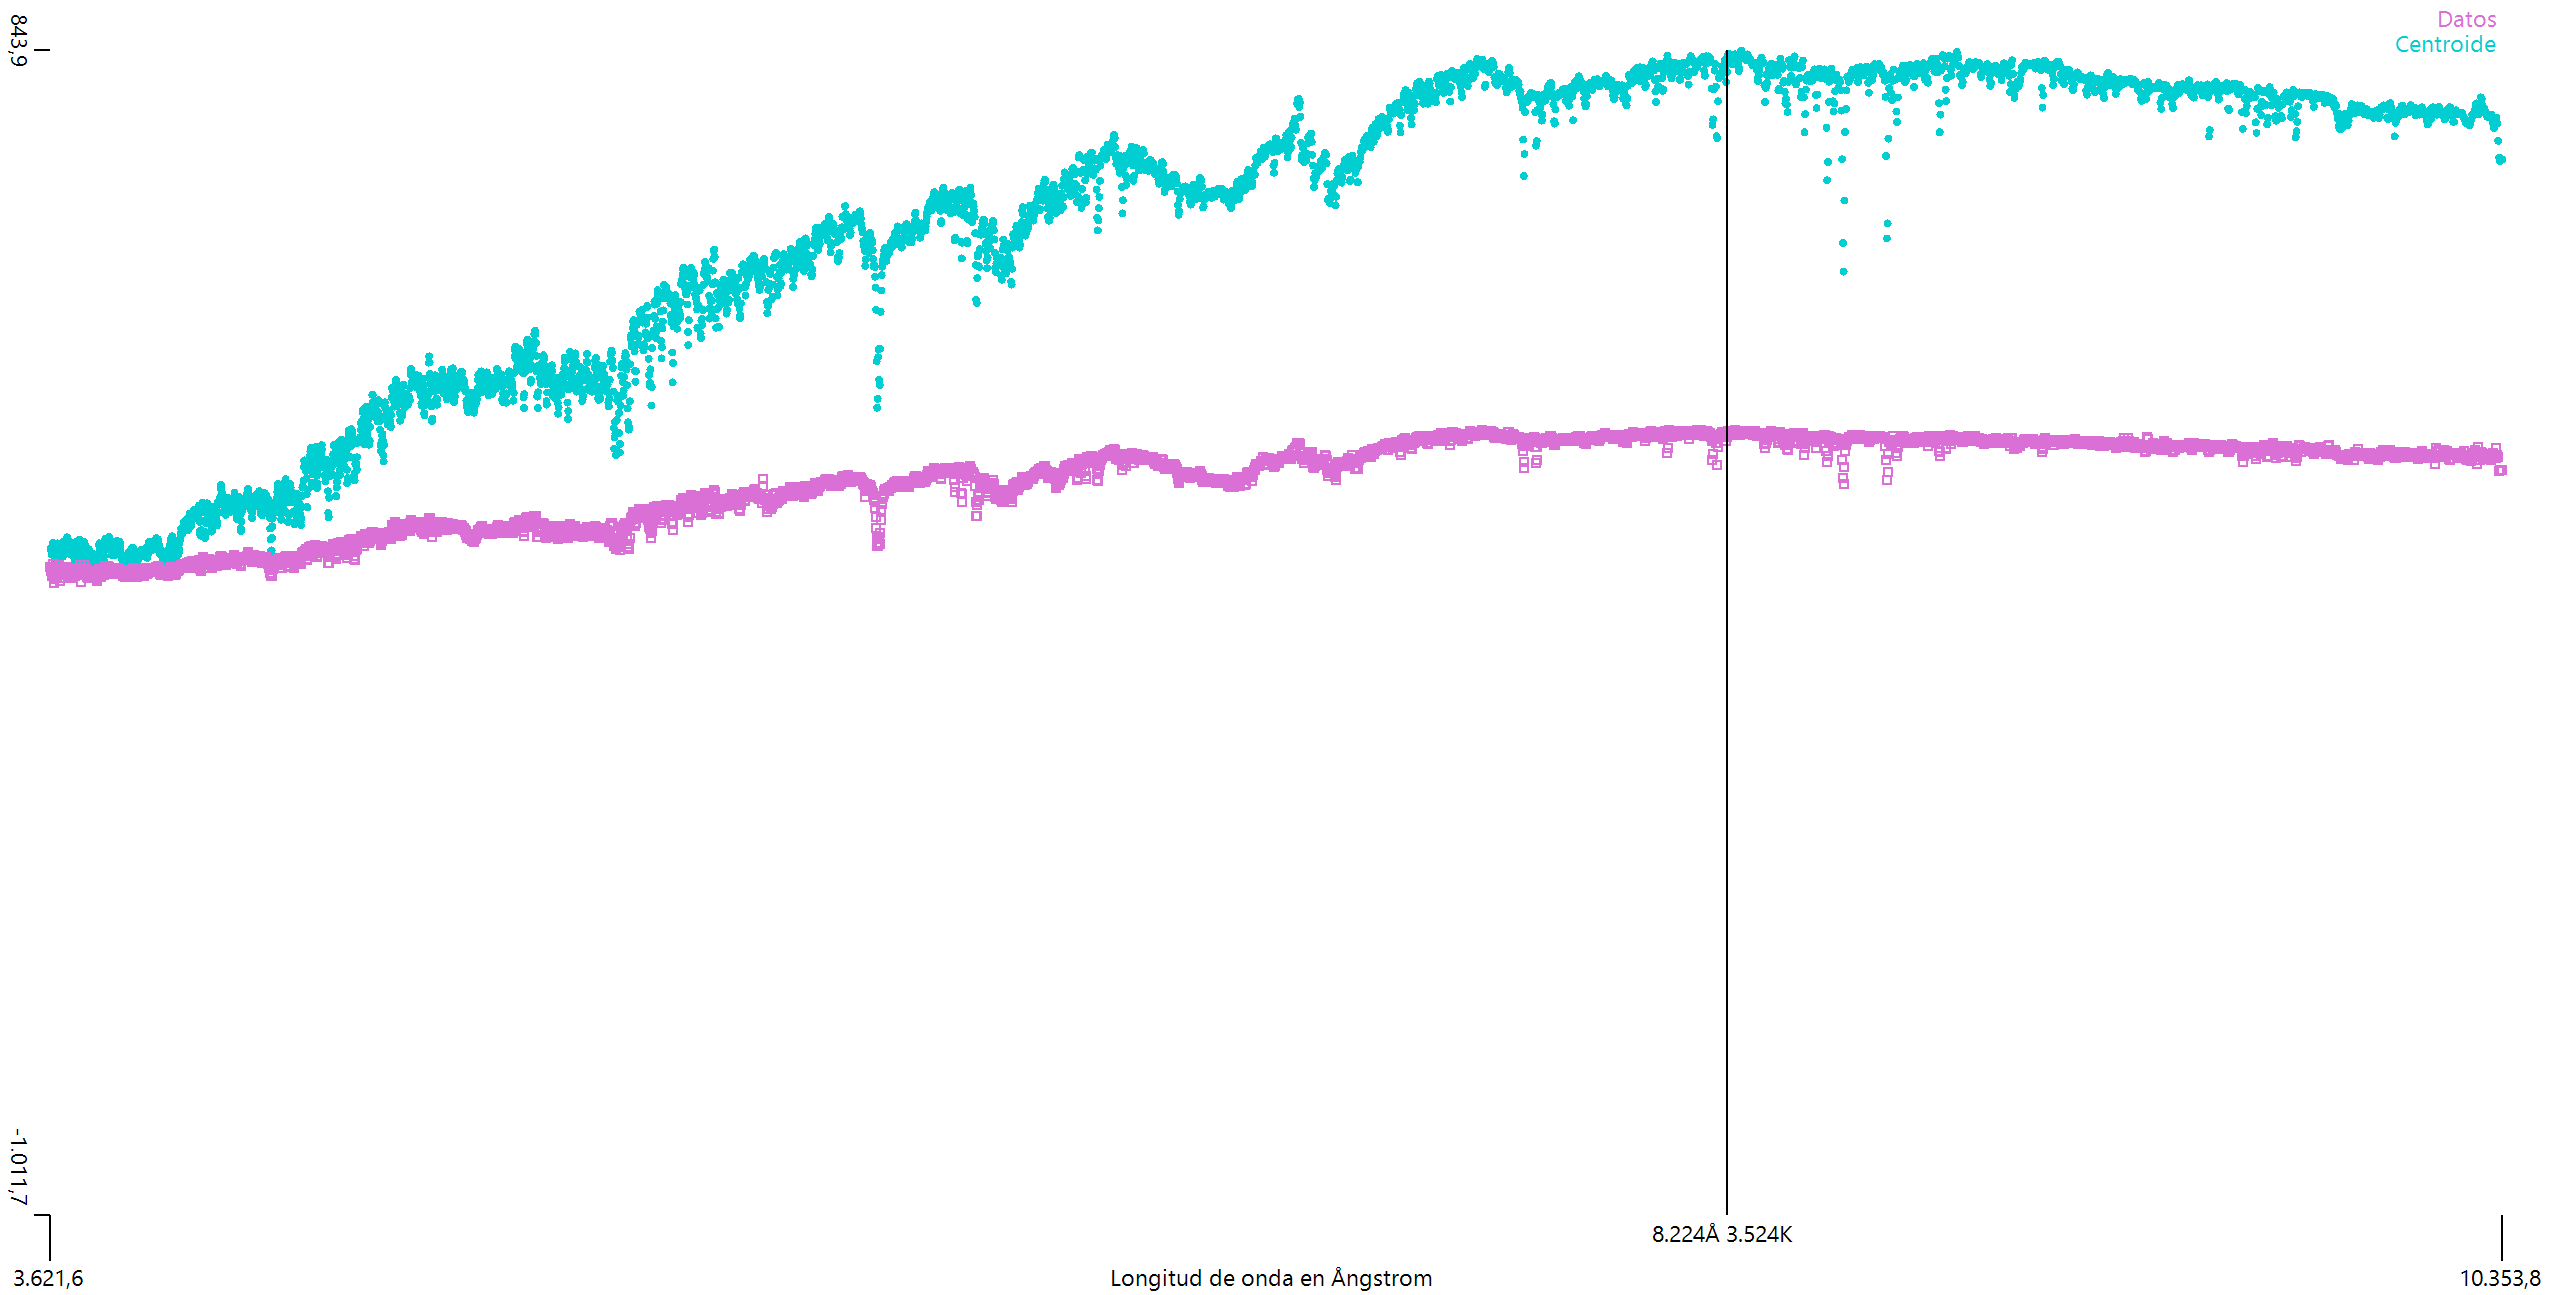 843,9
Datos
Centroide
-1.011,7
8.224Å 3.524K
3.621,6
Longitud de onda en Ångstrom
10.353,8